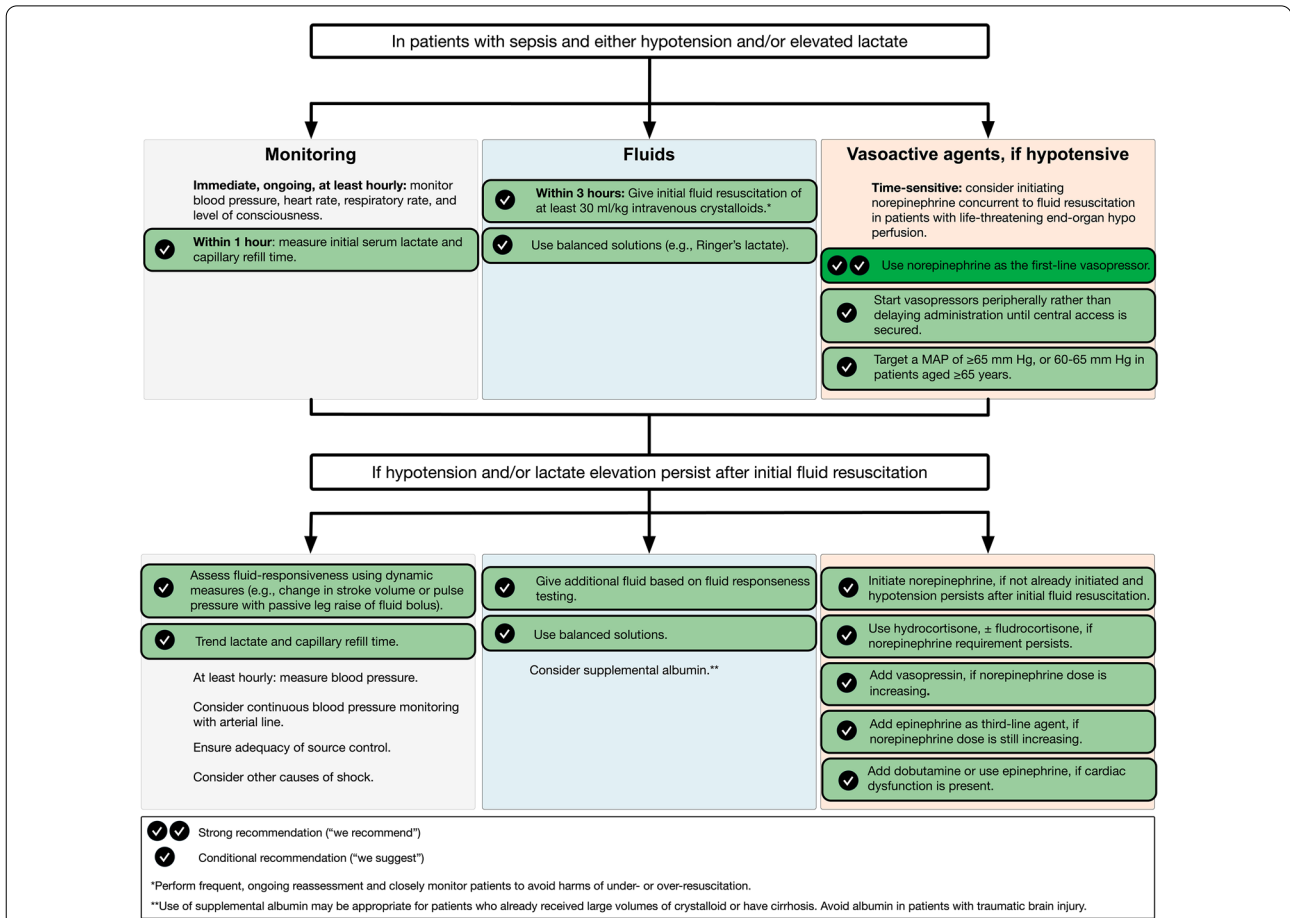 In patients with sepsis and either hypotension and/or elevated lactate
Monitoring
Immediate, ongoing, at least hourly: monitor
blood pressure, heart rate, respiratory rate, and
level of consciousness.
Within 1 hour: measure initial serum lactate and
capillary refill time.
Fluids
Within 3 hours: Give initial fluid resuscitation of
at least 30 ml/kg intravenous crystalloids.*
Use balanced solutions (e.g., Ringer's lactate).
Vasoactive agents, if hypotensive
Time-sensitive: consider initiating
norepinephrine concurrent to fluid resuscitation
in patients with life-threatening end-organ hypo
perfusion.
Use norepinephrine as the first-line vasopressor.
Start vasopressors peripherally rather than
delaying administration until central access is
secured.
Target a MAP of ≥65 mm Hg, or 60-65 mm Hg in
patients aged ≥65 years.
If hypotension and/or lactate elevation persist after initial fluid resuscitation
Assess fluid-responsiveness using dynamic
measures (e.g., change in stroke volume or pulse
pressure with passive leg raise of fluid bolus).
Trend lactate and capillary refill time.
At least hourly: measure blood pressure.
Consider continuous blood pressure monitoring
with arterial line.
Ensure adequacy of source control.
Consider other causes of shock.
Give additional fluid based on fluid responseness
testing.
Use balanced solutions.
Consider supplemental albumin.**
Initiate norepinephrine, if not already initiated and
hypotension persists after initial fluid resuscitation.
Use hydrocortisone, ± fludrocortisone, if
norepinephrine requirement persists.
Add vasopressin, if norepinephrine dose is
increasing.
Add epinephrine as third-line agent, if
norepinephrine dose is still increasing.
Add dobutamine or use epinephrine, if cardiac
dysfunction is present.
Strong recommendation ("we recommend")
Conditional recommendation ("we suggest")
*Perform frequent, ongoing reassessment and closely monitor patients to avoid harms of under- or over-resuscitation.
**Use of supplemental albumin may be appropriate for patients who already received large volumes of crystalloid or have cirrhosis. Avoid albumin in patients with traumatic brain injury.